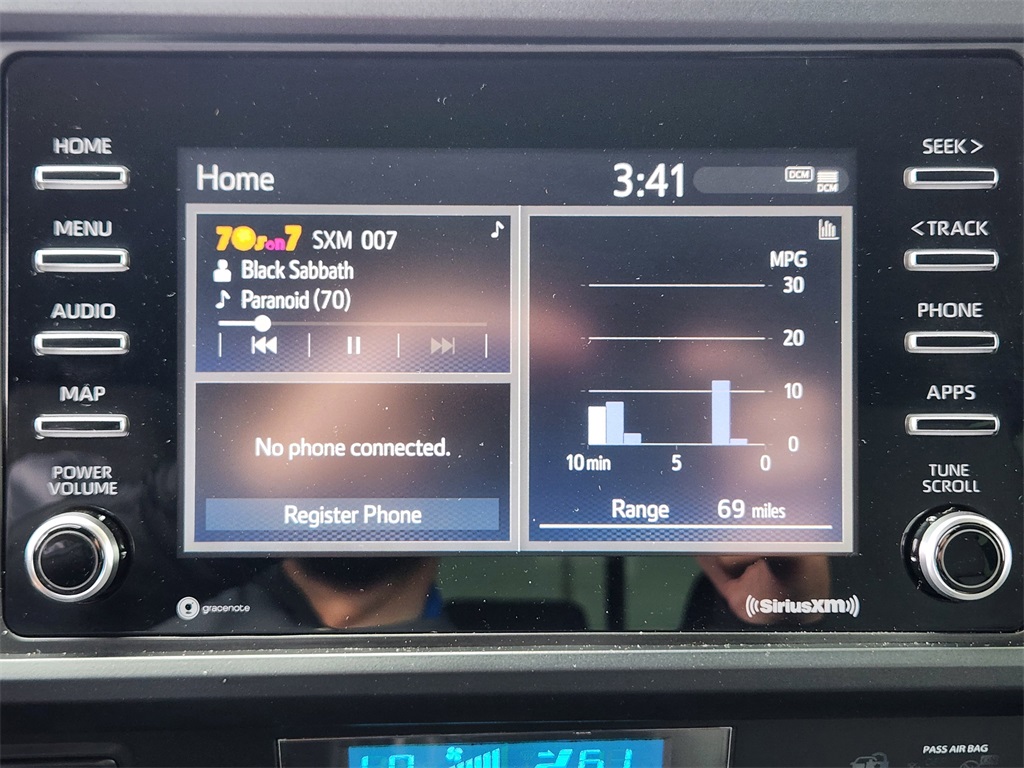 HOME
MENU
AUDIO
MAP
POWER
VOLUME
Home
3:41
DCM
DCM
70s on 7 SXM 007
Black Sabbath
Paranoid (70)
No phone connected.
Register Phone
MPG
30
20
10
0
10 min 5 0
Range 69 miles
SEEK >
< TRACK
PHONE
APPS
TUNE
SCROLL
gracenote
((SiriusXM))
PASS AIR BAG